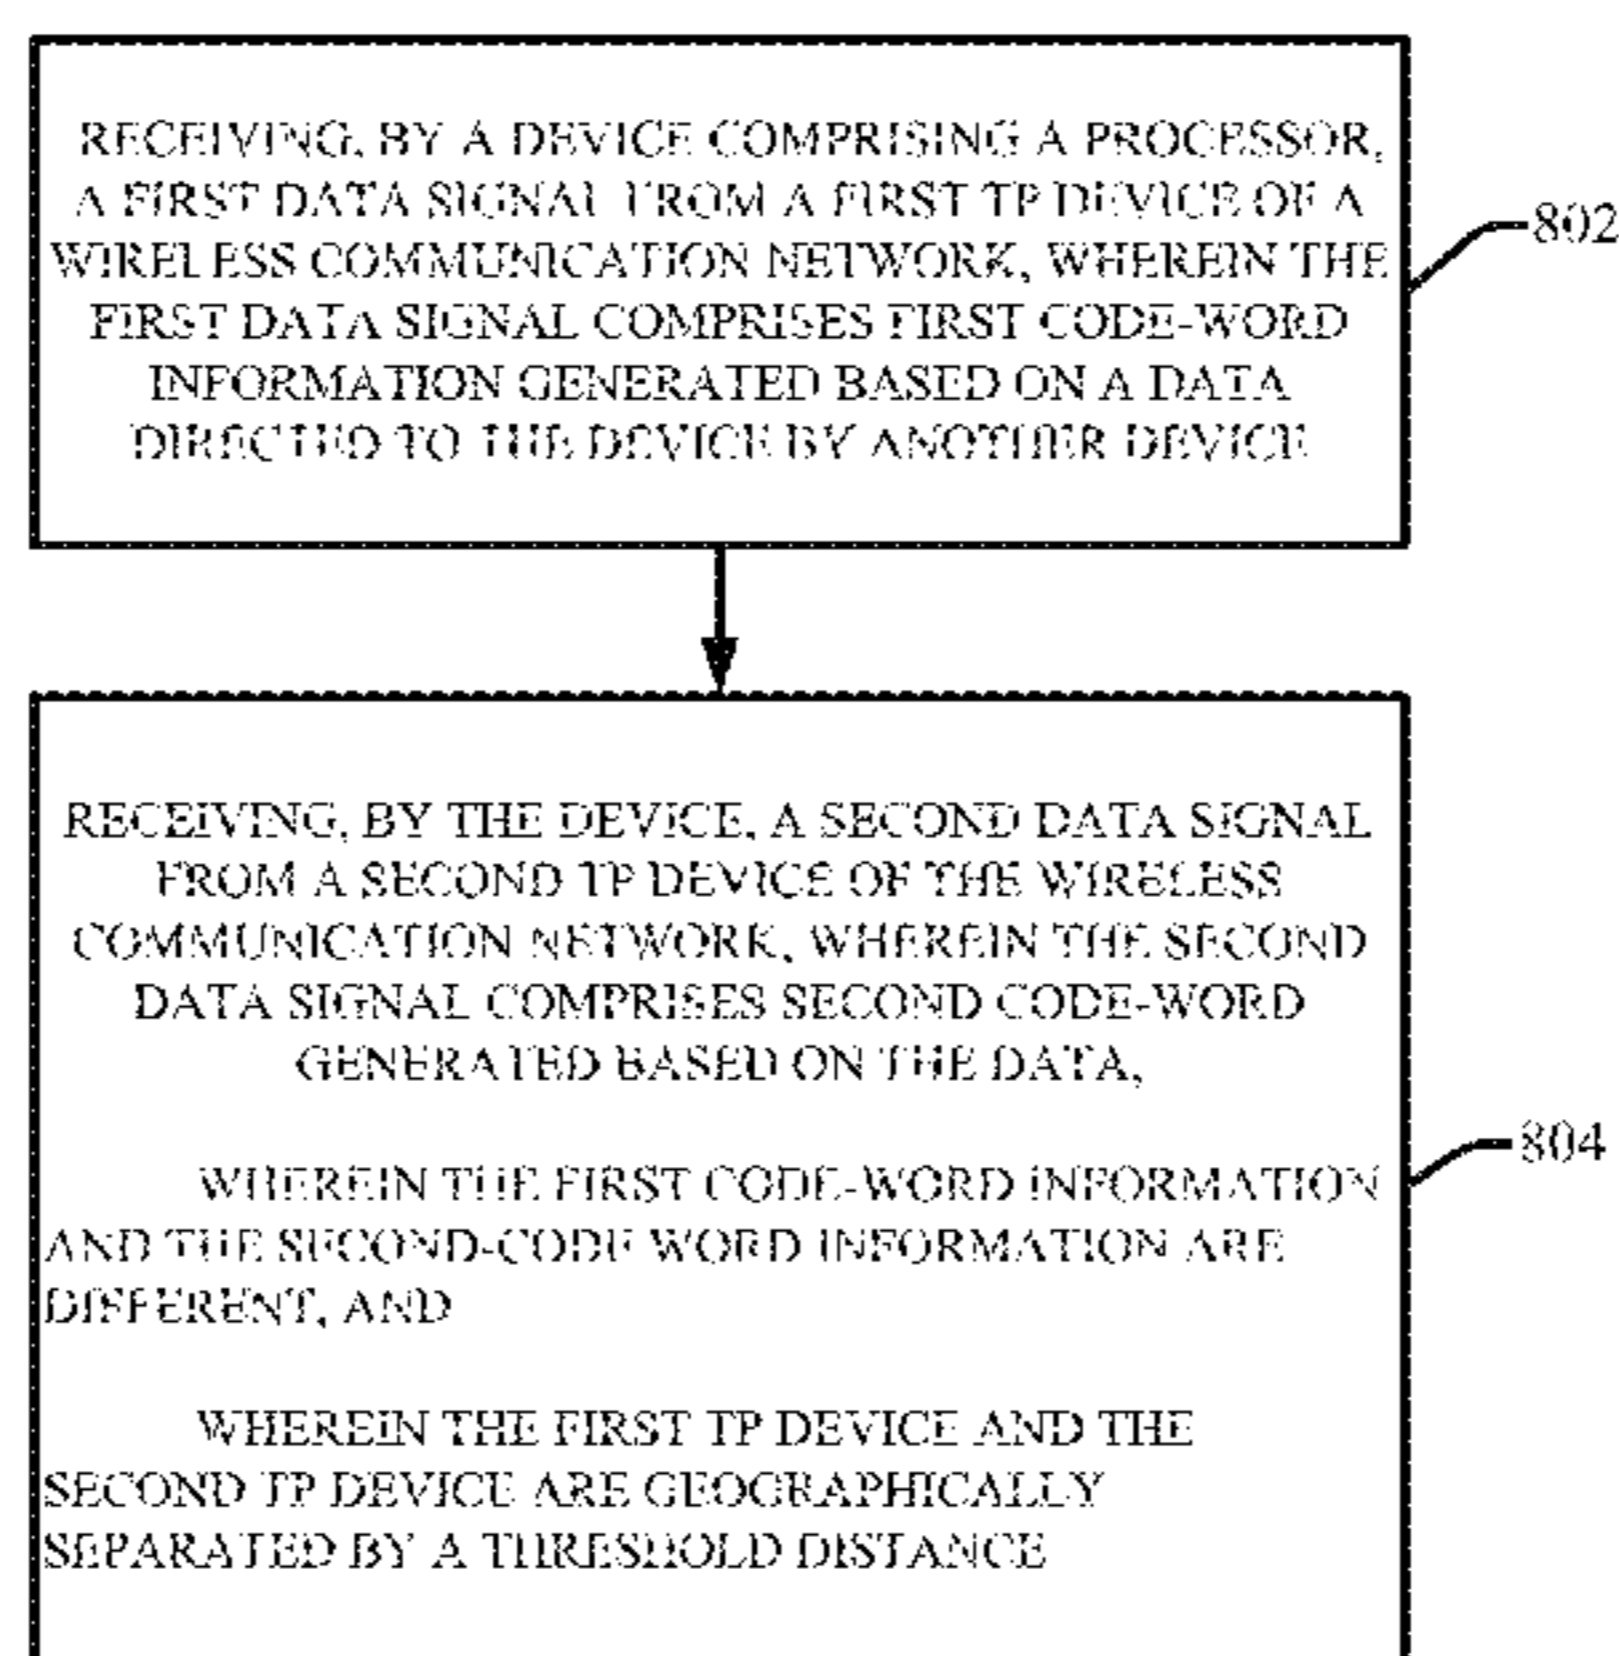 RECEIVING, BY A DEVICE COMPRISING A PROCESSOR,
A FIRST DATA SIGNAL FROM A FIRST TP DEVICE OF A
WIRELESS COMMUNICATION NETWORK, WHEREIN THE
FIRST DATA SIGNAL COMPRISES FIRST CODE-WORD
INFORMATION GENERATED BASED ON A DATA
DIRECTED TO THE DEVICE BY ANOTHER DEVICE
802
RECEIVING, BY THE DEVICE, A SECOND DATA SIGNAL
FROM A SECOND TP DEVICE OF THE WIRELESS
COMMUNICATION NETWORK, WHEREIN THE SECOND
DATA SIGNAL COMPRISES SECOND CODE-WORD
GENERATED BASED ON THE DATA,
WHEREIN THE FIRST CODE-WORD INFORMATION
AND THE SECOND-CODE WORD INFORMATION ARE
DIFFERENT, AND
WHEREIN THE FIRST TP DEVICE AND THE
SECOND TP DEVICE ARE GEOGRAPHICALLY
SEPARATED BY A THRESHOLD DISTANCE
804